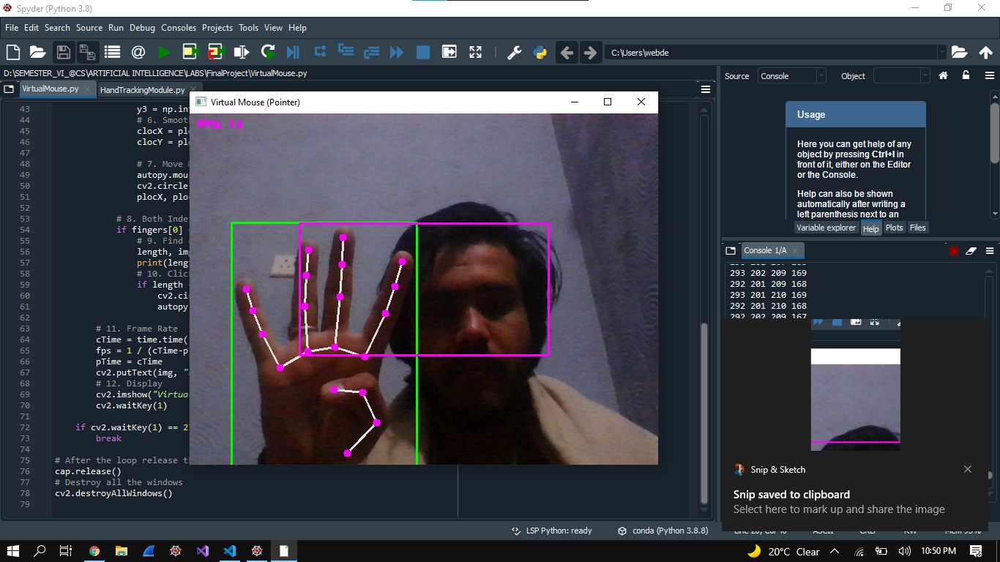 Spyder (Python 3.8)
File Edit Search Source Run Debug Consoles Projects Tools View Help
C:\Users\webde
D:\SEMESTER_VI_@CS\ARTIFICIAL INTELLIGENCE\LABS\FinalProject\VirtualMouse.py
VirtualMouse.py HandTrackingModule.py
Virtual Mouse (Pointer)
FPS: 19
43 y3 = np.in
44 # 6. Smoot
45 clocX = plo
46 clocY = plo
47
48 # 7. Move
49 autopy.mou
50 cv2.circle
51 plocX, plo
52
53 # 8. Both Inde
54 if fingers[0] =
55 # 9. Find
56 length, im
57 print(leng
58 # 10. Clic
59 if length
60 cv2.ci
61 autopy
62
63 # 11. Frame Rate
64 cTime = time.time(
65 fps = 1 / (cTime-p
66 pTime = cTime
67 cv2.putText(img, "
68 # 12. Display
69 cv2.imshow("Virtu
70 cv2.waitKey(1)
71
72 if cv2.waitKey(1) == 2
73 break
74
75 # After the loop release t
76 cap.release()
77 # Destroy all the windows
78 cv2.destroyAllWindows()
79
Source Console Object
Usage
Here you can get help of any
object by pressing Ctrl+I in
front of it, either on the Editor
or the Console.
Help can also be shown
automatically after writing a
left parenthesis next to an
Variable explorer Help Plots Files
Console 1/A
293 202 209 169
292 201 209 168
293 201 210 169
292 201 210 168
292 202 209 167
Snip & Sketch
Snip saved to clipboard
Select here to mark up and share the image
LSP Python: ready conda (Python 3.8.8)
20°C Clear 10:50 PM